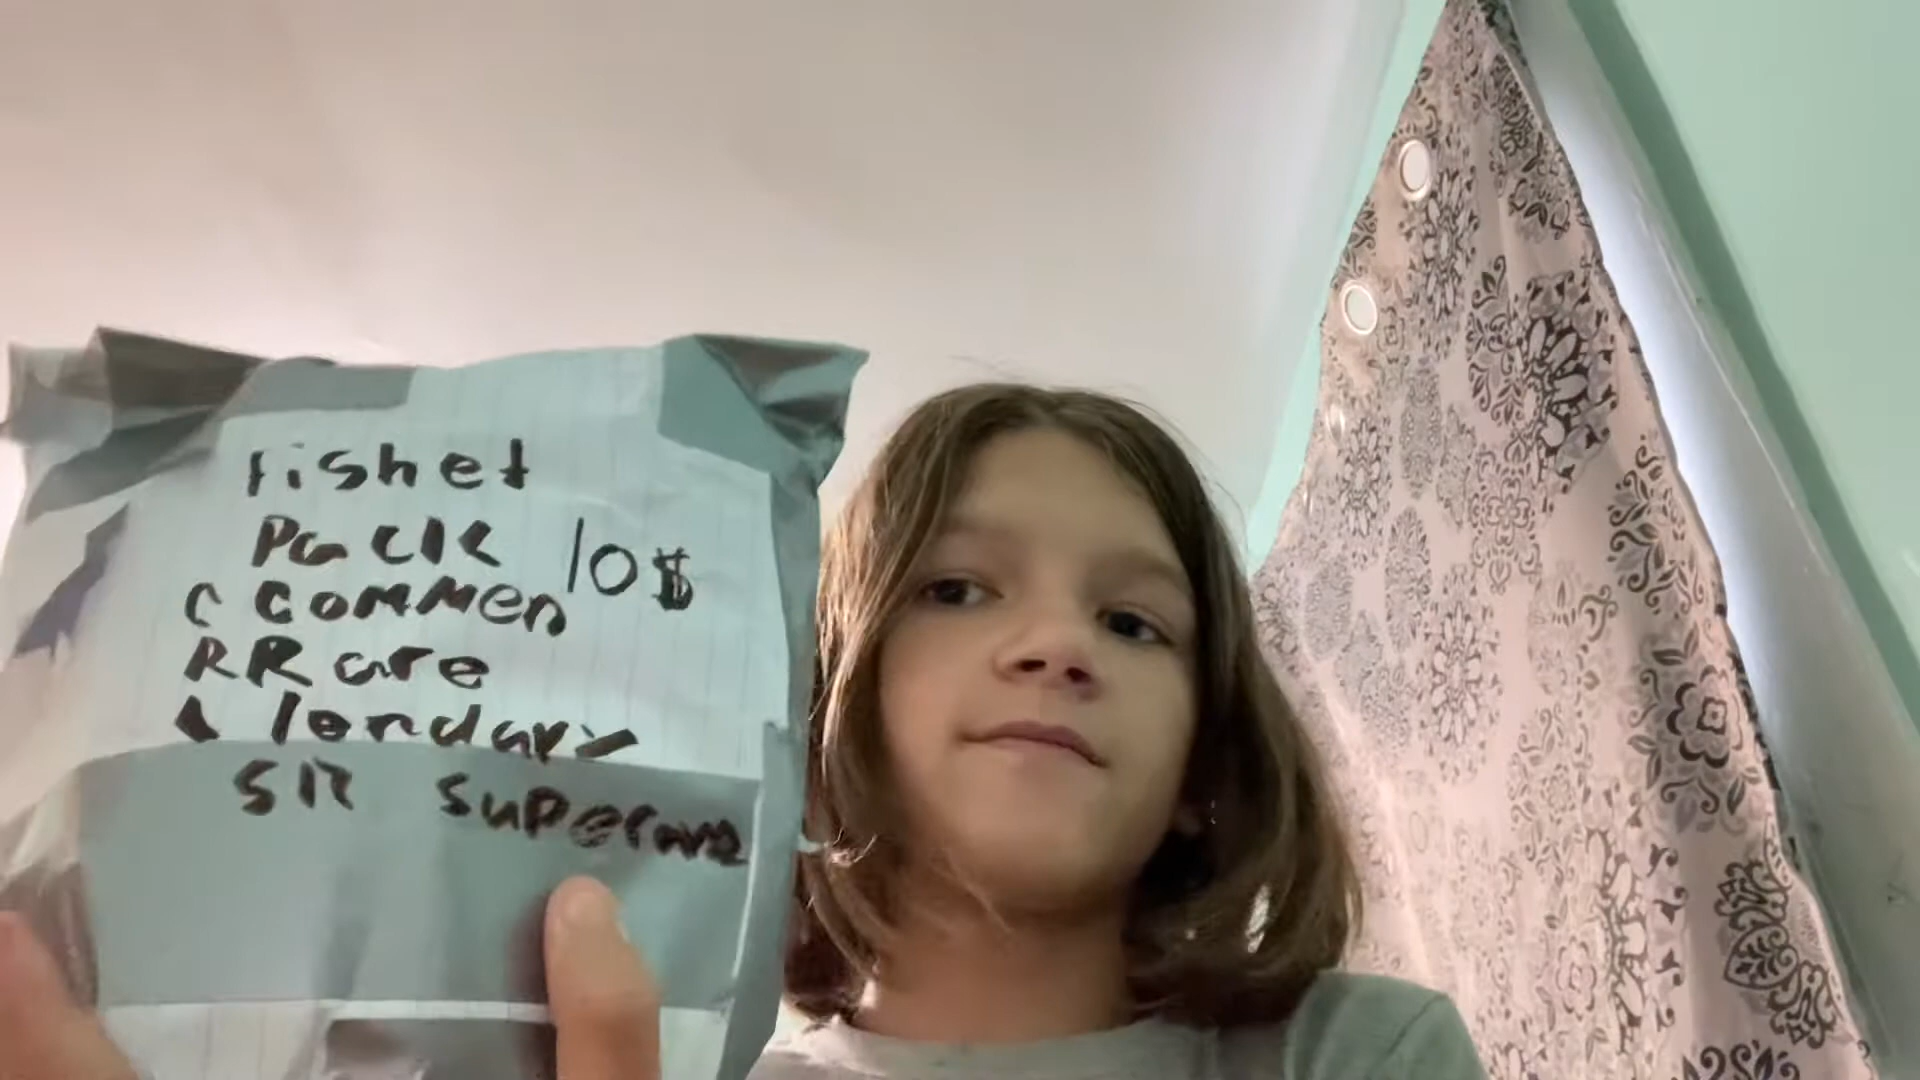 fishet
Pack 10$
C Commen
R Rare
L lendary
SR Superare